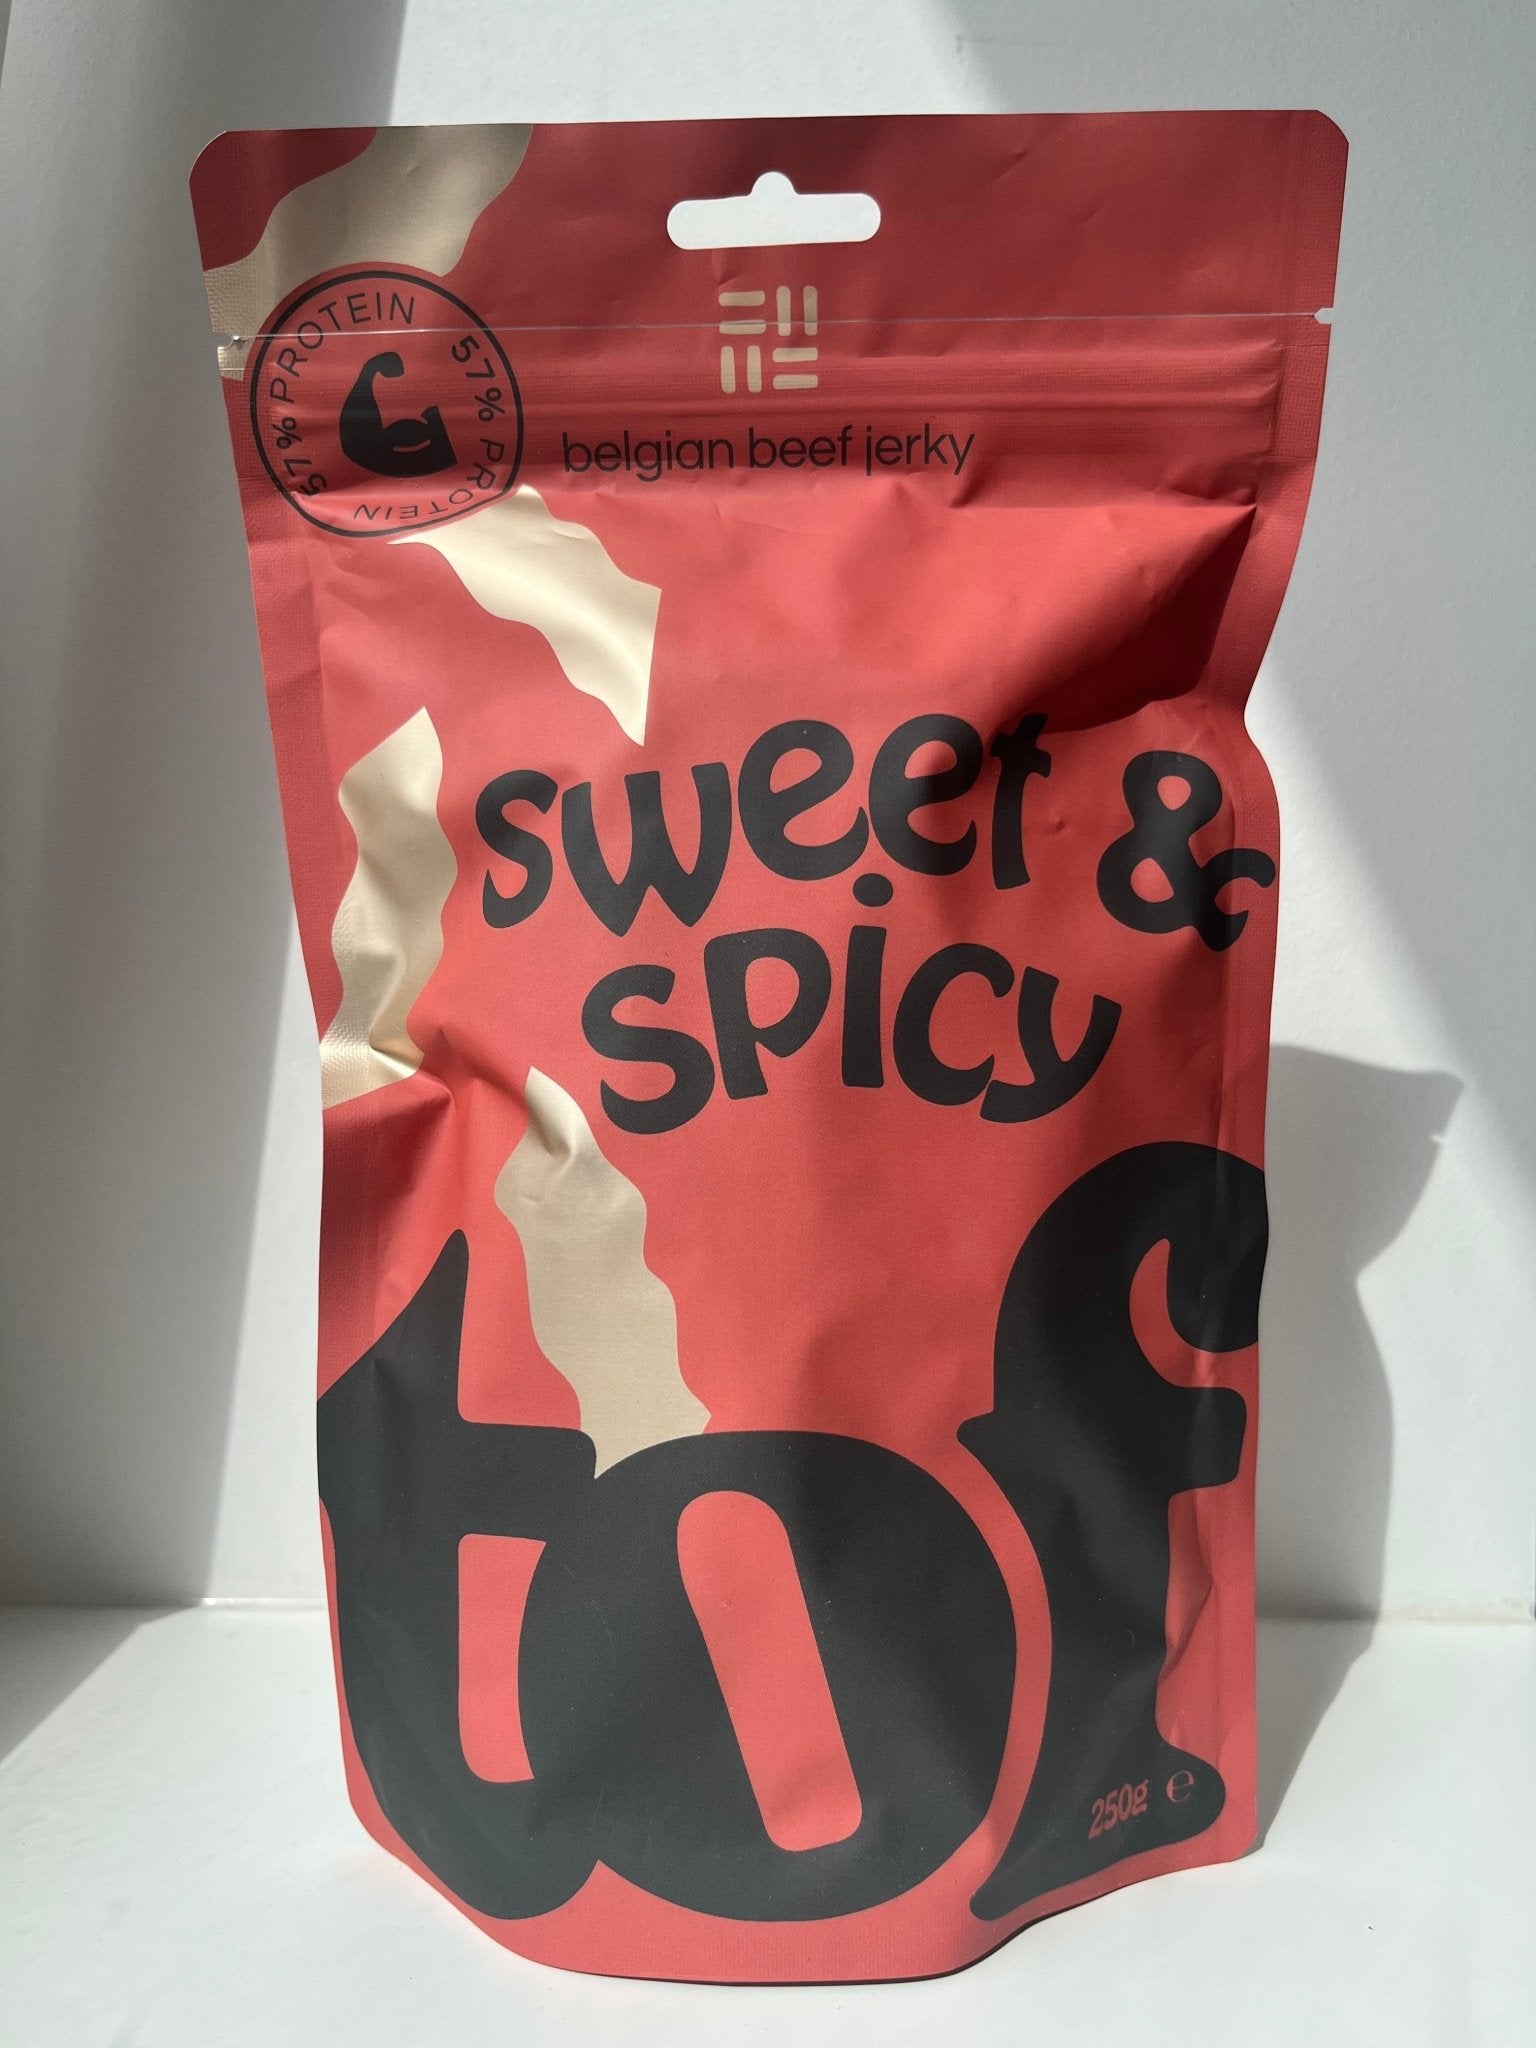 57% PROTEIN 57% PROTEIN
belgian beef jerky
sweet &
spicy
tof
250g ℮